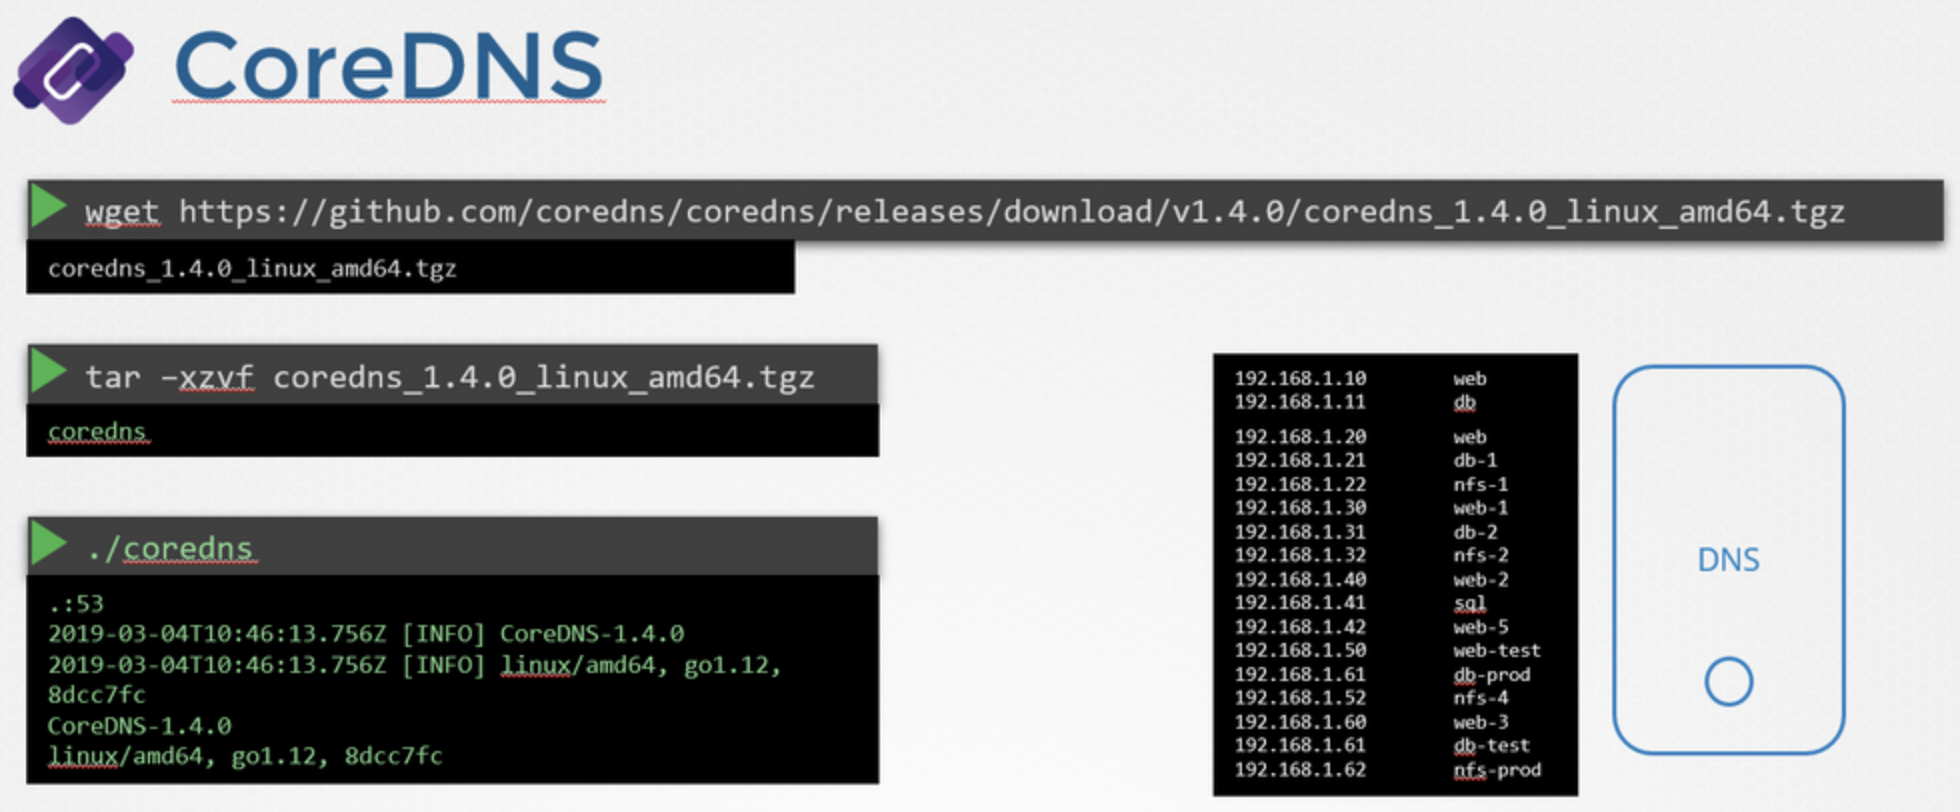 CoreDNS
wget https://github.com/coredns/coredns/releases/download/v1.4.0/coredns_1.4.0_linux_amd64.tgz
coredns_1.4.0_linux_amd64.tgz
tar –xzvf coredns_1.4.0_linux_amd64.tgz
coredns
./coredns
.:53
2019-03-04T10:46:13.756Z [INFO] CoreDNS-1.4.0
2019-03-04T10:46:13.756Z [INFO] linux/amd64, go1.12,
8dcc7fc
CoreDNS-1.4.0
linux/amd64, go1.12, 8dcc7fc
192.168.1.10 web
192.168.1.11 db
192.168.1.20 web
192.168.1.21 db-1
192.168.1.22 nfs-1
192.168.1.30 web-1
192.168.1.31 db-2
192.168.1.32 nfs-2
192.168.1.40 web-2
192.168.1.41 sql
192.168.1.42 web-5
192.168.1.50 web-test
192.168.1.61 db-prod
192.168.1.52 nfs-4
192.168.1.60 web-3
192.168.1.61 db-test
192.168.1.62 nfs-prod
DNS